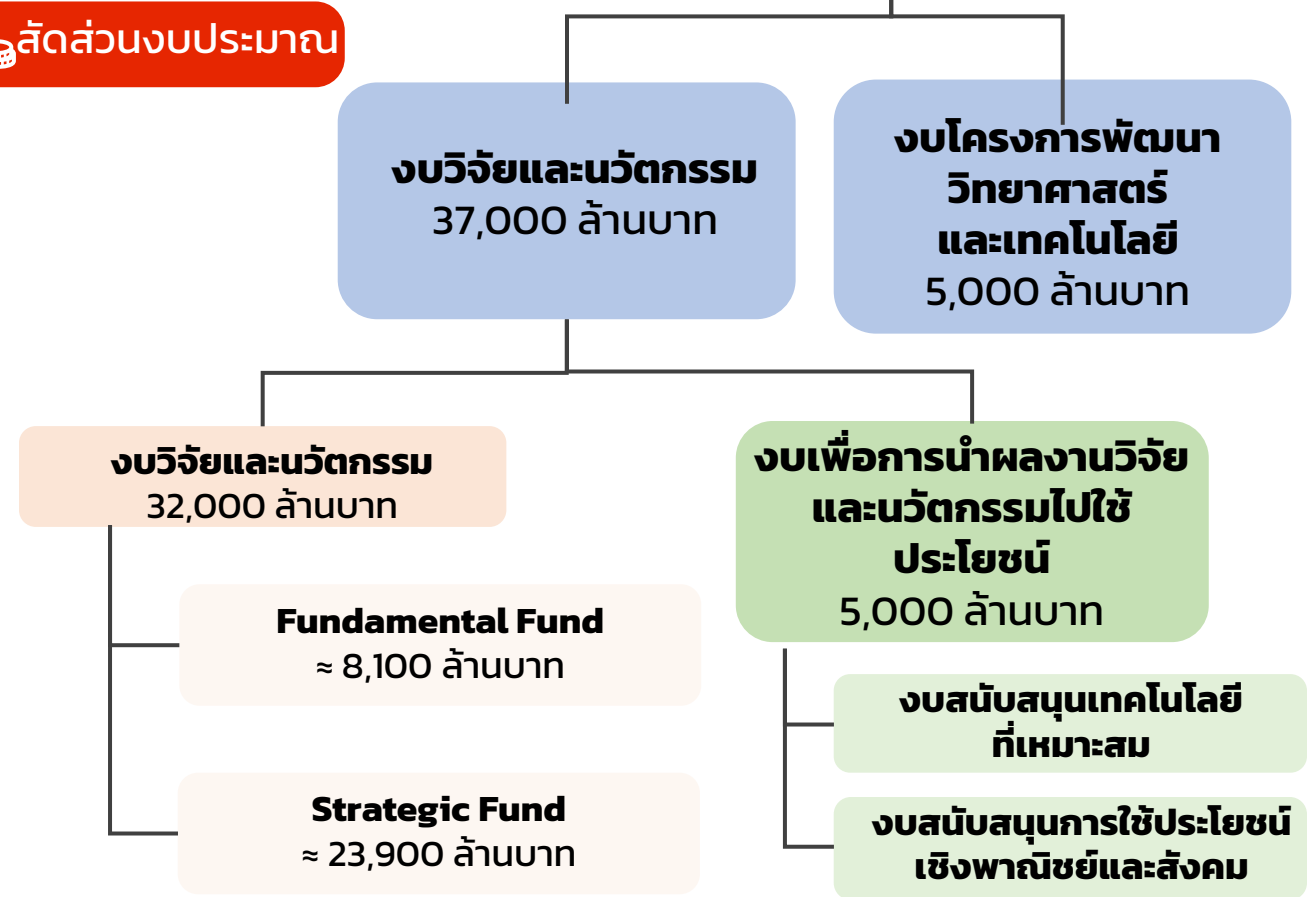 สัดส่วนงบประมาณ
งบวิจัยและนวัตกรรม
37,000 ล้านบาท
งบโครงการพัฒนา
วิทยาศาสตร์
และเทคโนโลยี
5,000 ล้านบาท
งบวิจัยและนวัตกรรม
32,000 ล้านบาท
Fundamental Fund
≈ 8,100 ล้านบาท
Strategic Fund
≈ 23,900 ล้านบาท
งบเพื่อการนำผลงานวิจัย
และนวัตกรรมไปใช้
ประโยชน์
5,000 ล้านบาท
งบสนับสนุนเทคโนโลยี
ที่เหมาะสม
งบสนับสนุนการใช้ประโยชน์
เชิงพาณิชย์และสังคม